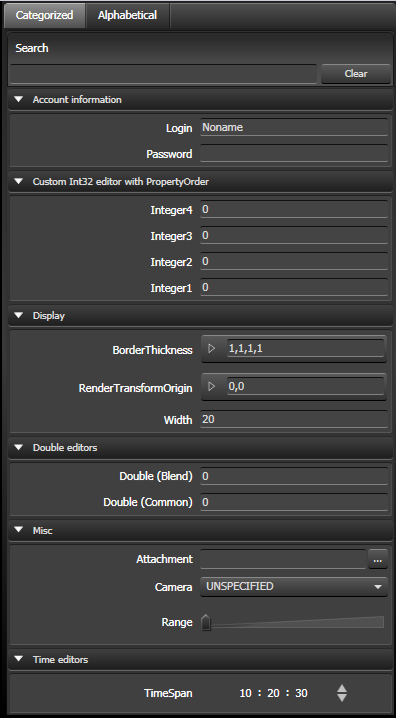 Categorized Alphabetical
Search
Clear
Account information
Login Noname
Password
Custom Int32 editor with PropertyOrder
Integer4 0
Integer3 0
Integer2 0
Integer1 0
Display
BorderThickness 1,1,1,1
RenderTransformOrigin 0,0
Width 20
Double editors
Double (Blend) 0
Double (Common) 0
Misc
Attachment ...
Camera UNSPECIFIED
Range
Time editors
TimeSpan 10 : 20 : 30